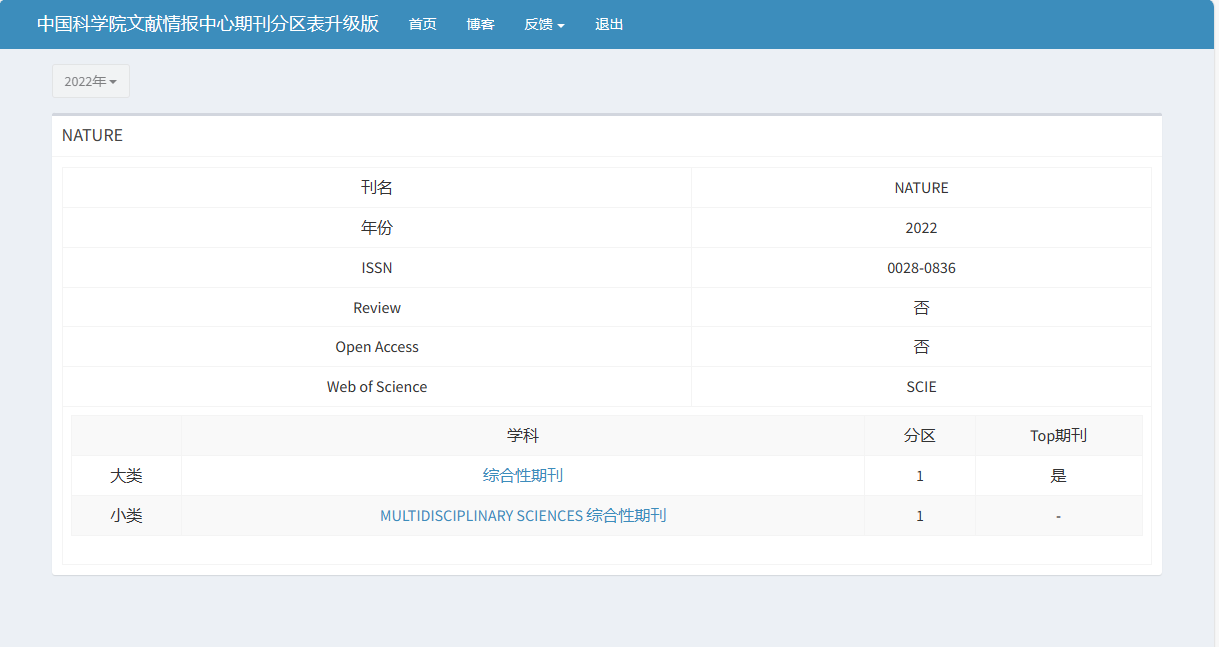 中国科学院文献情报中心期刊分区表升级版 首页 博客 反馈 退出
2022年
NATURE
刊名 NATURE
年份 2022
ISSN 0028-0836
Review 否
Open Access 否
Web of Science SCIE
学科 分区 Top期刊
大类 综合性期刊 1 是
小类 MULTIDISCIPLINARY SCIENCES 综合性期刊 1 -